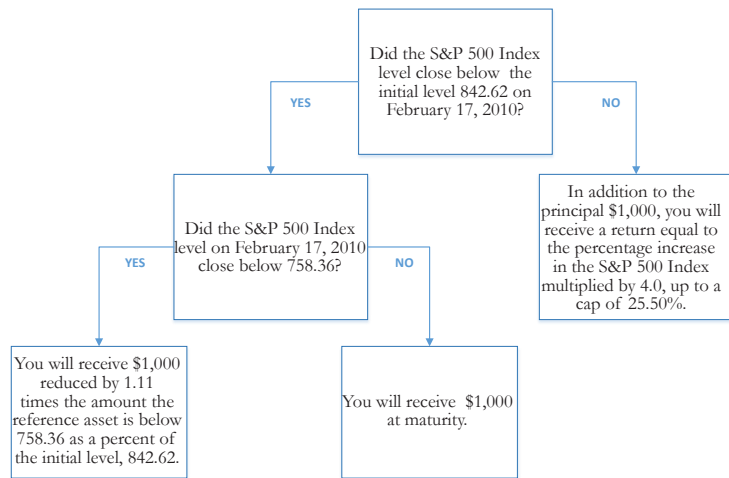 Did the S&P 500 Index
level close below the
initial level 842.62 on
February 17, 2010?
YES
NO
Did the S&P 500 Index
level on February 17, 2010
close below 758.36?
In addition to the
principal $1,000, you will
receive a return equal to
the percentage increase
in the S&P 500 Index
multiplied by 4.0, up to a
cap of 25.50%.
YES
NO
You will receive $1,000
reduced by 1.11
times the amount the
reference asset is below
758.36 as a percent of
the initial level, 842.62.
You will receive $1,000
at maturity.